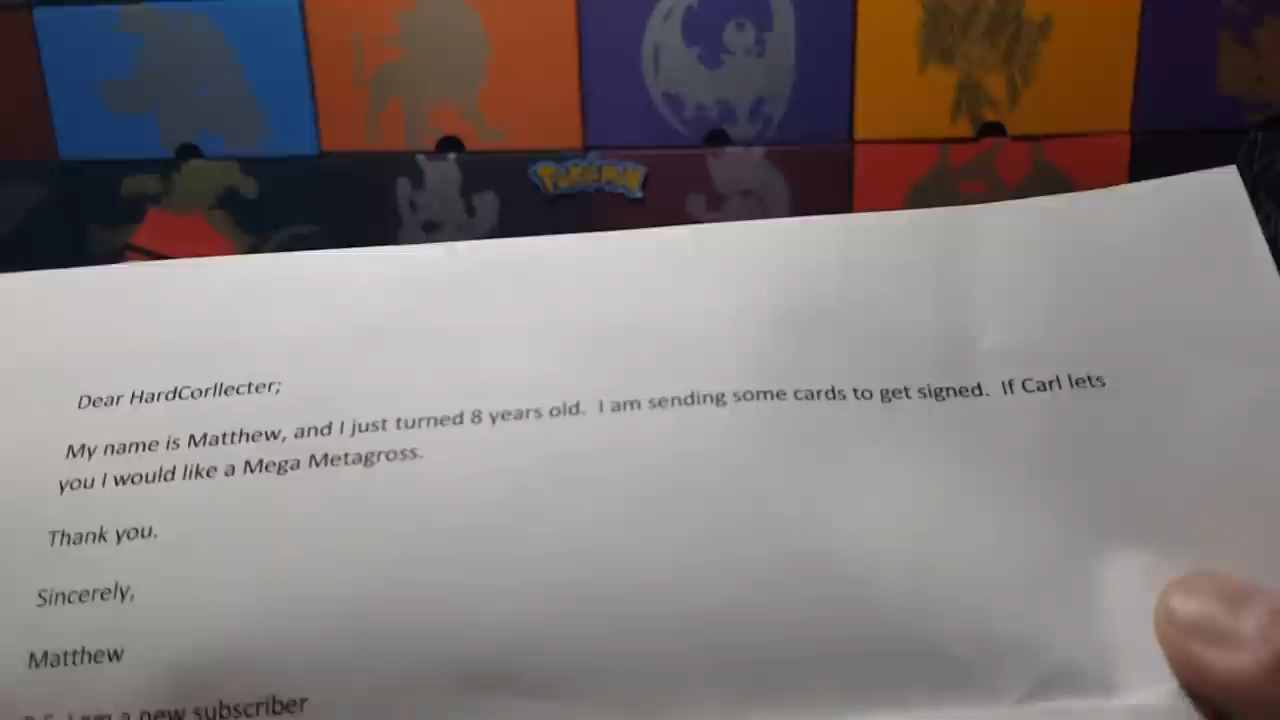 POKÉMON
Dear HardCorllecter;
My name is Matthew, and I just turned 8 years old.  I am sending some cards to get signed.  If Carl lets
you I would like a Mega Metagross.
Thank you.
Sincerely,
Matthew
I am a new subscriber